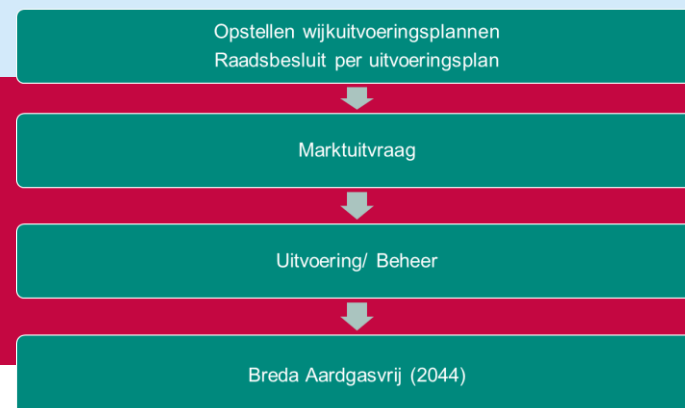 Opstellen wijkuitvoeringsplannen
Raadsbesluit per uitvoeringsplan
Marktuitvraag
Uitvoering/ Beheer
Breda Aardgasvrij (2044)